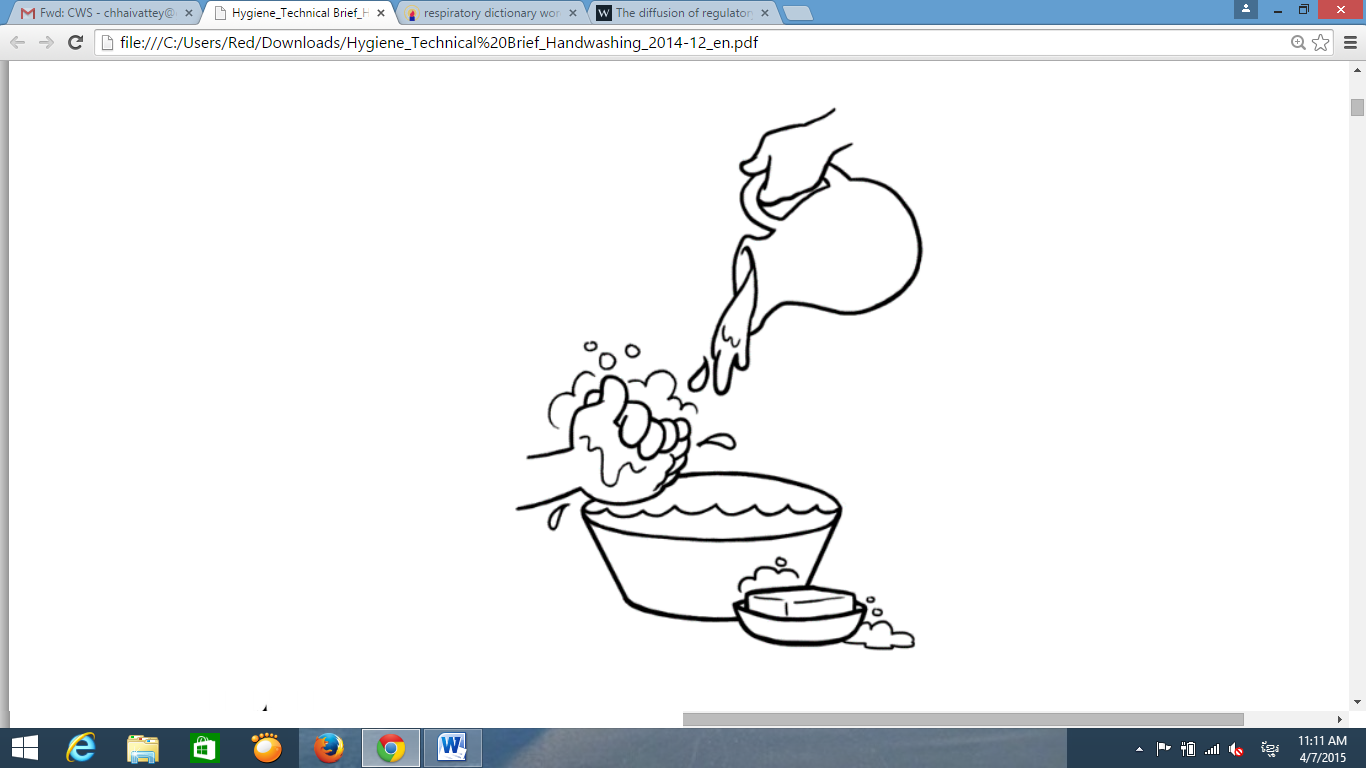 Fwd: CWS - chhaivattey@
Hygiene_Technical Brief_H
respiratory dictionary wor
The diffusion of regulatory
file:///C:/Users/Red/Downloads/Hygiene_Technical%20Brief_Handwashing_2014-12_en.pdf
11:11 AM
4/7/2015